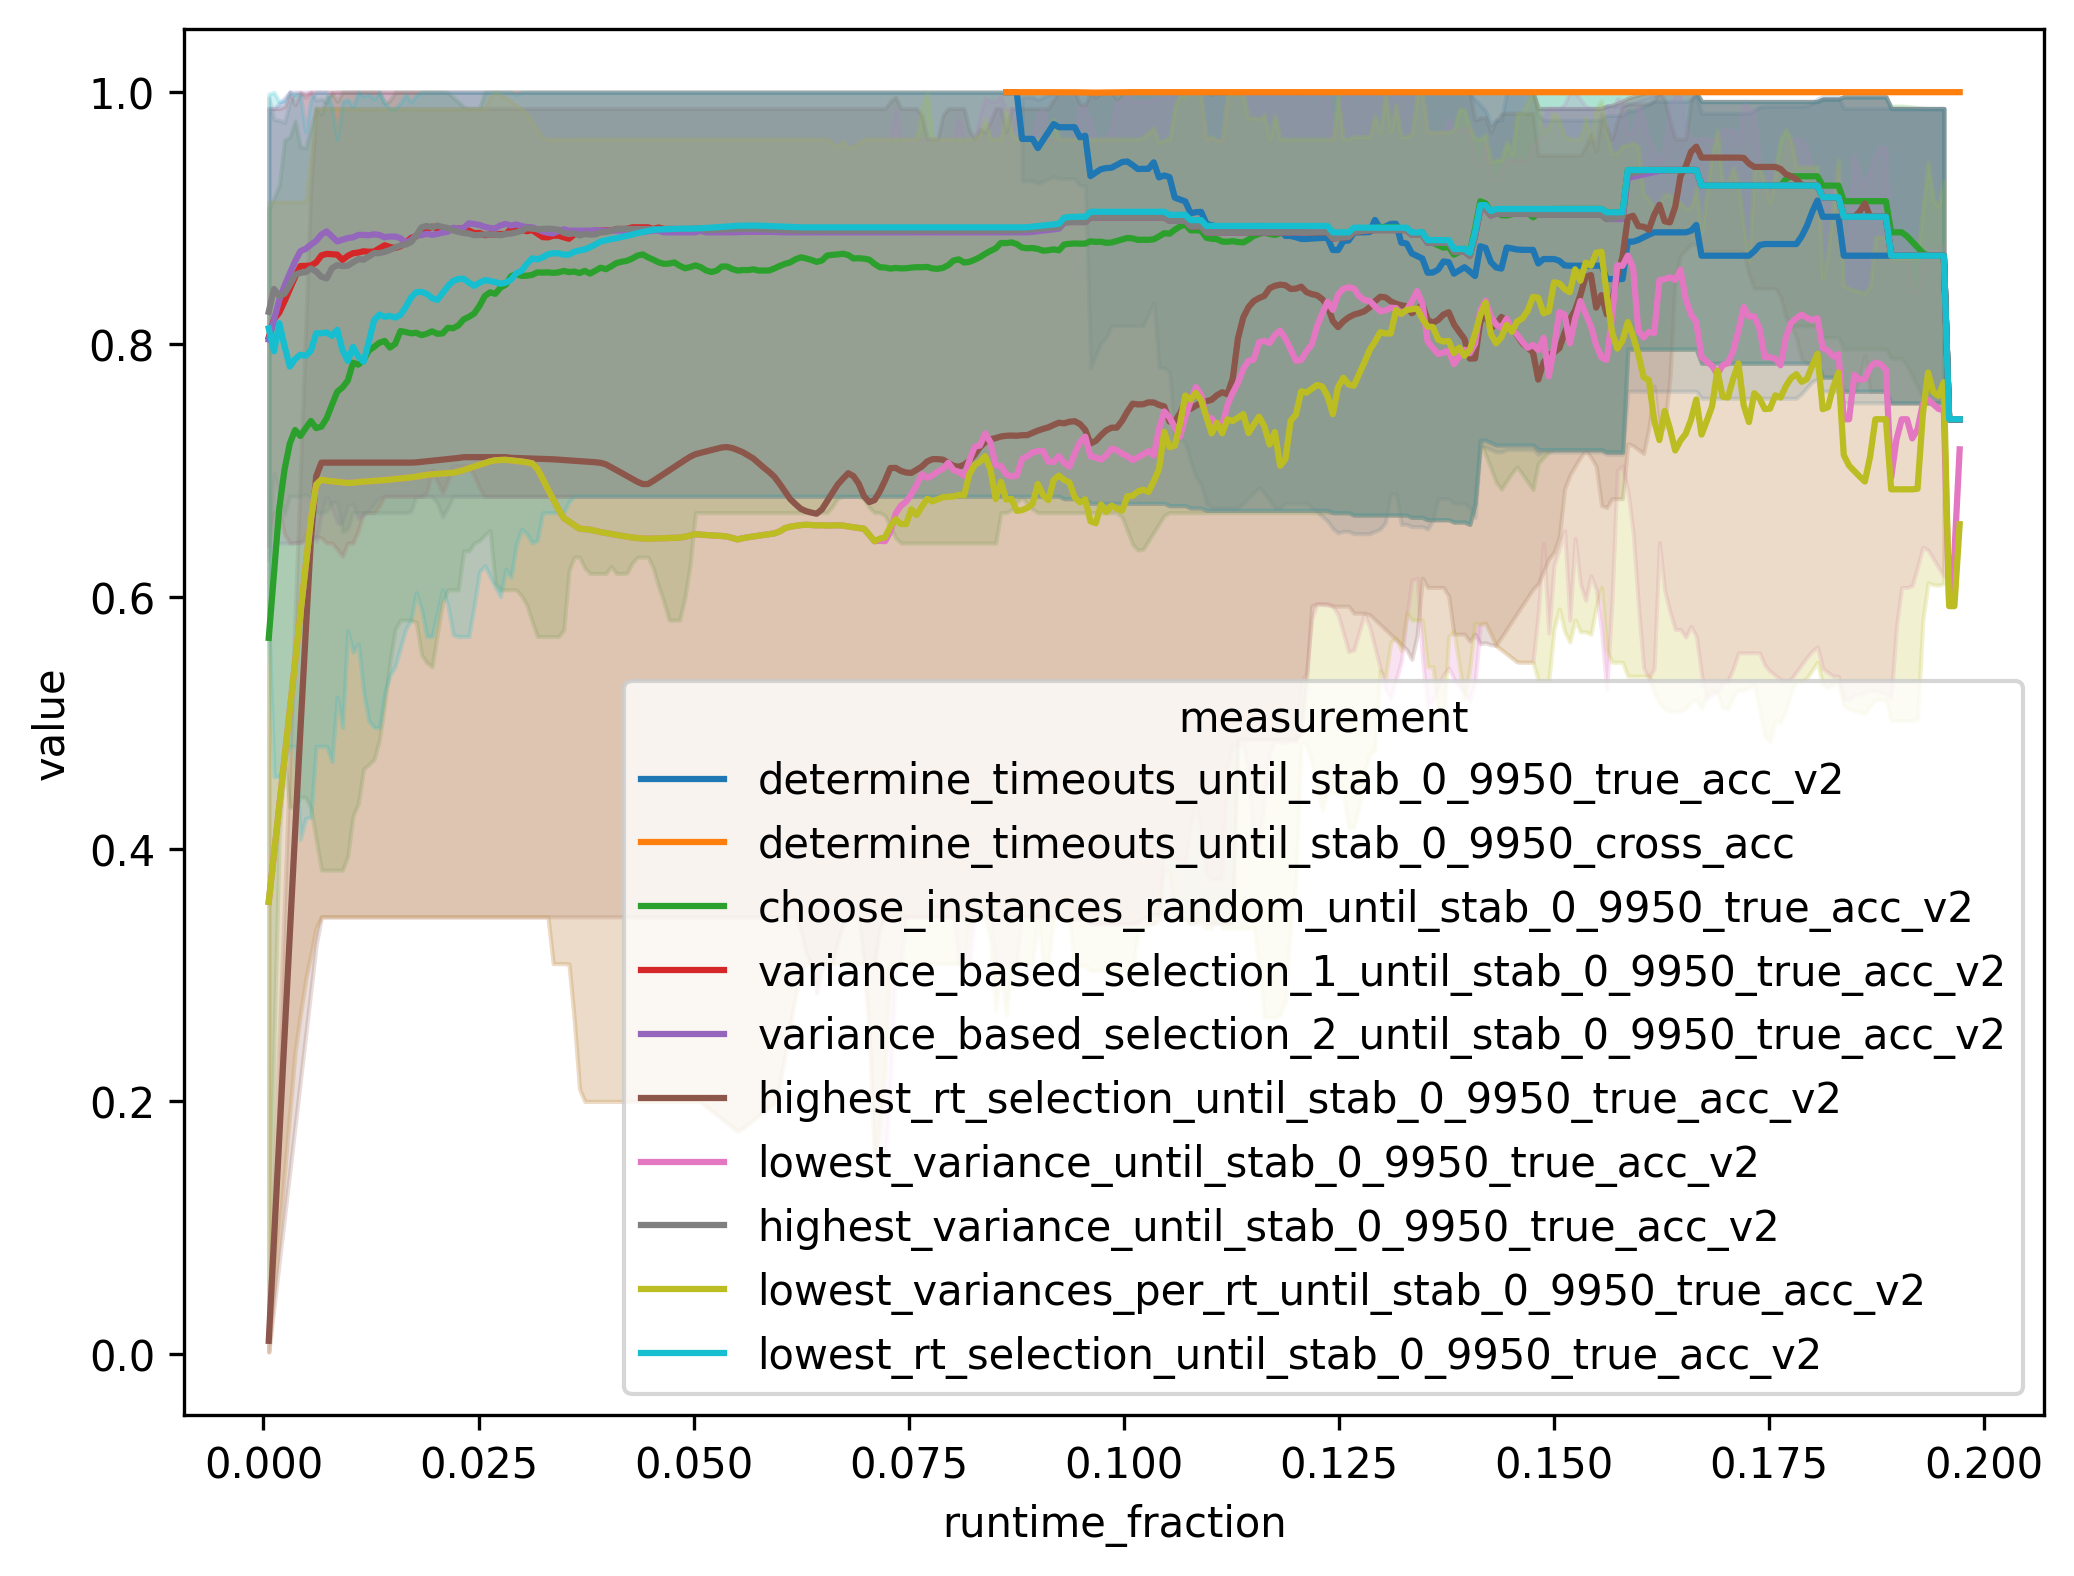 1.0
0.8
0.6
0.4
0.2
0.0
value
measurement
determine_timeouts_until_stab_0_9950_true_acc_v2
determine_timeouts_until_stab_0_9950_cross_acc
choose_instances_random_until_stab_0_9950_true_acc_v2
variance_based_selection_1_until_stab_0_9950_true_acc_v2
variance_based_selection_2_until_stab_0_9950_true_acc_v2
highest_rt_selection_until_stab_0_9950_true_acc_v2
lowest_variance_until_stab_0_9950_true_acc_v2
highest_variance_until_stab_0_9950_true_acc_v2
lowest_variances_per_rt_until_stab_0_9950_true_acc_v2
lowest_rt_selection_until_stab_0_9950_true_acc_v2
0.000 0.025 0.050 0.075 0.100 0.125 0.150 0.175 0.200
runtime_fraction